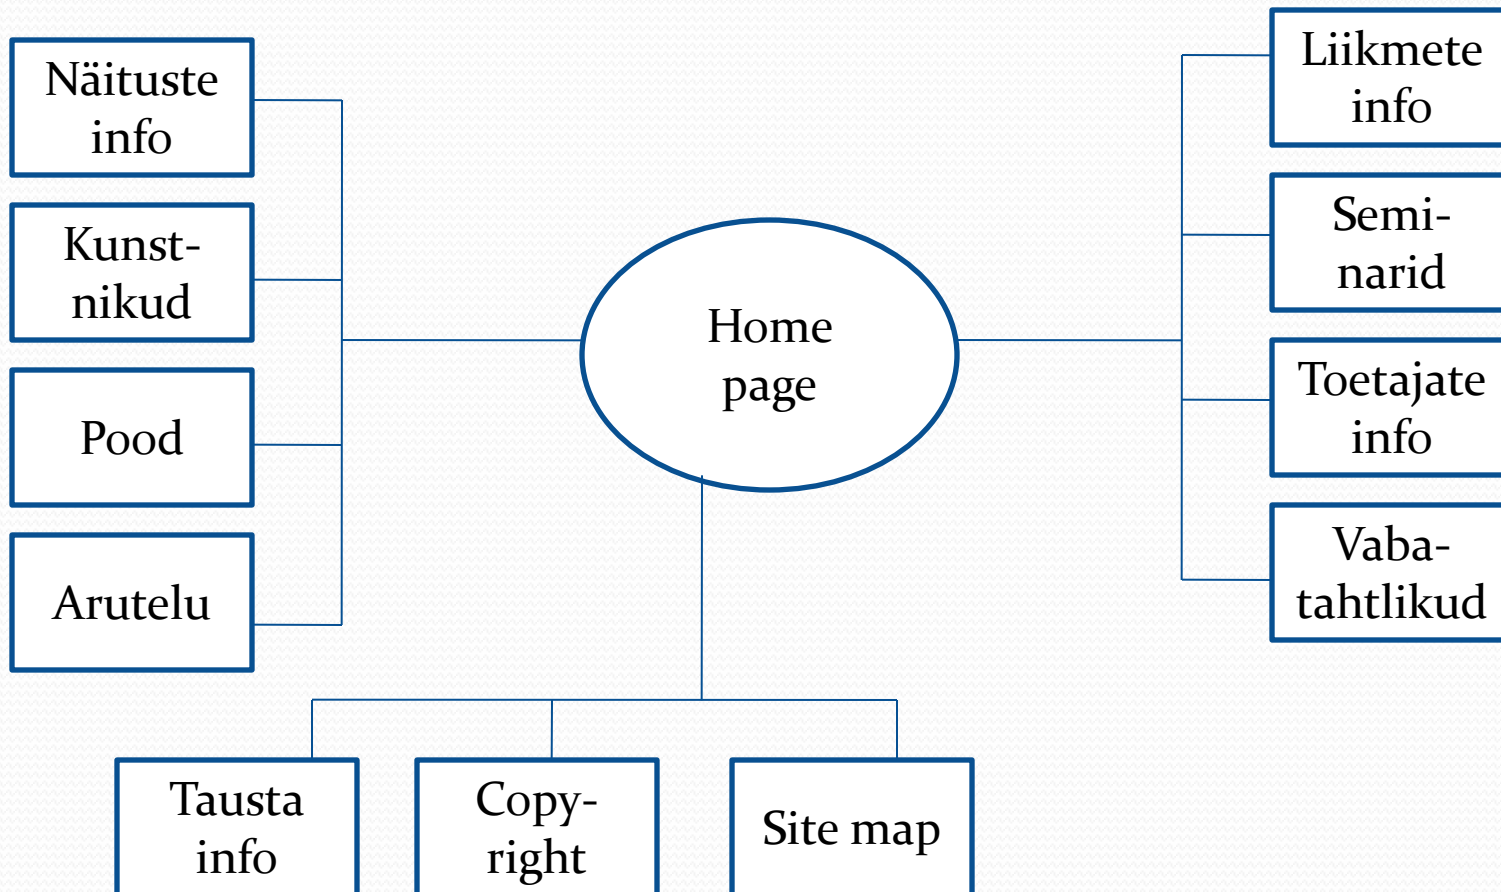 Näituste
info
Kunst-
nikud
Pood
Arutelu
Home
page
Liikmete
info
Semi-
narid
Toetajate
info
Vaba-
tahtlikud
Tausta
info
Copy-
right
Site map